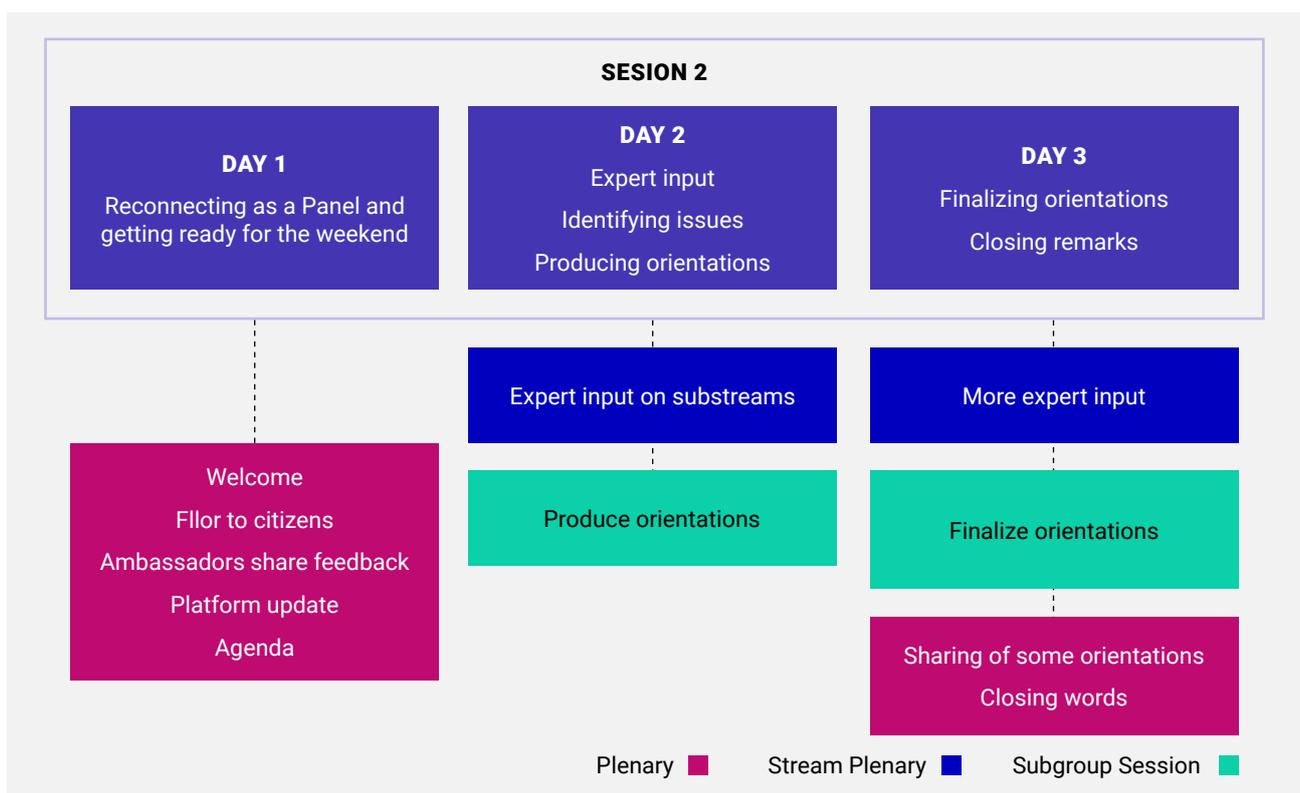 SESION 2
DAY 1
Reconnecting as a Panel and
getting ready for the weekend
DAY 2
Expert input
Identifying issues
Producing orientations
DAY 3
Finalizing orientations
Closing remarks
Welcome
Fllor to citizens
Ambassadors share feedback
Platform update
Agenda
Expert input on substreams
Produce orientations
More expert input
Finalize orientations
Sharing of some orientations
Closing words
Plenary
Stream Plenary
Subgroup Session